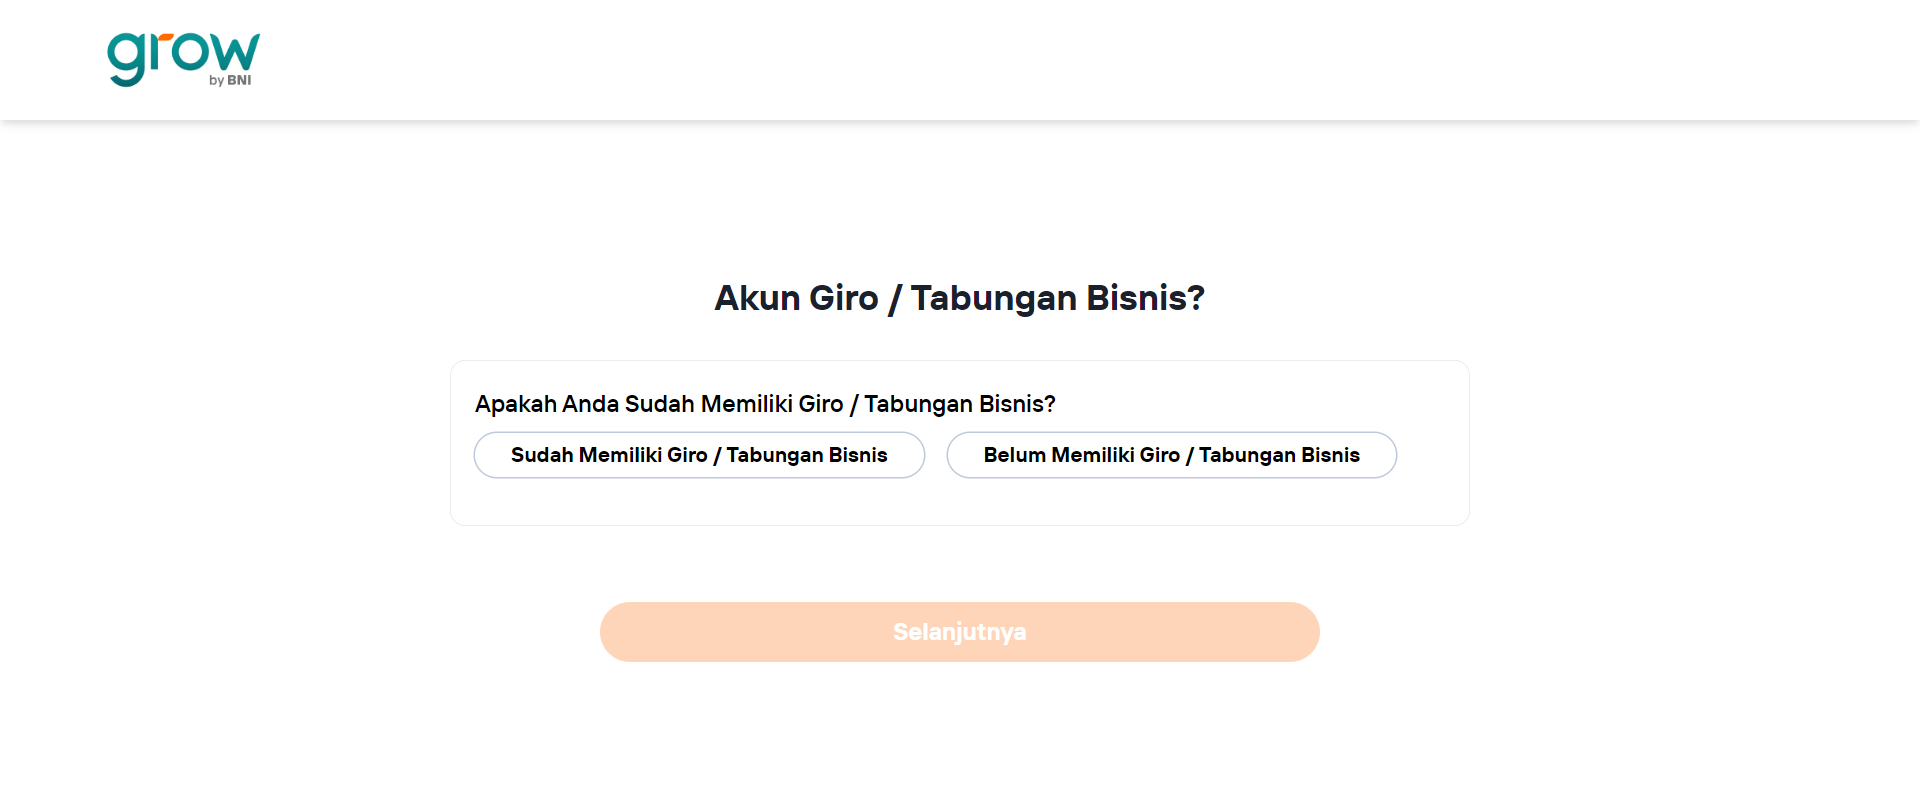 grow
by BNI
Akun Giro / Tabungan Bisnis?
Apakah Anda Sudah Memiliki Giro / Tabungan Bisnis?
Sudah Memiliki Giro / Tabungan Bisnis
Belum Memiliki Giro / Tabungan Bisnis
Selanjutnya